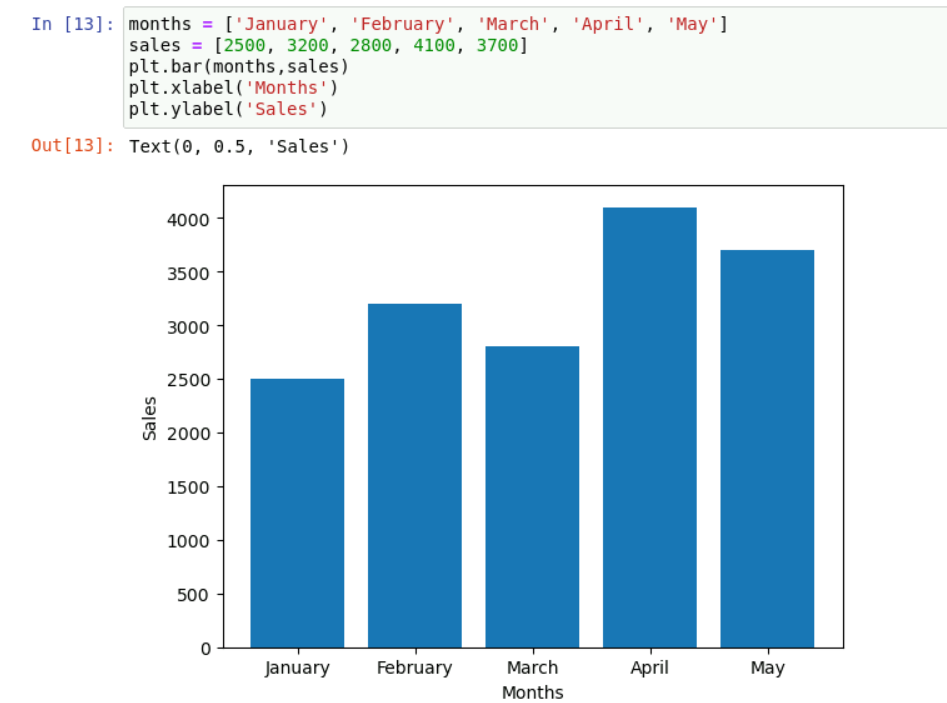 In [13]: months = ['January', 'February', 'March', 'April', 'May']
sales = [2500, 3200, 2800, 4100, 3700]
plt.bar(months,sales)
plt.xlabel('Months')
plt.ylabel('Sales')
Out[13]: Text(0, 0.5, 'Sales')
4000
3500
3000
2500
2000
1500
1000
500
0
Sales
January February March April May
Months